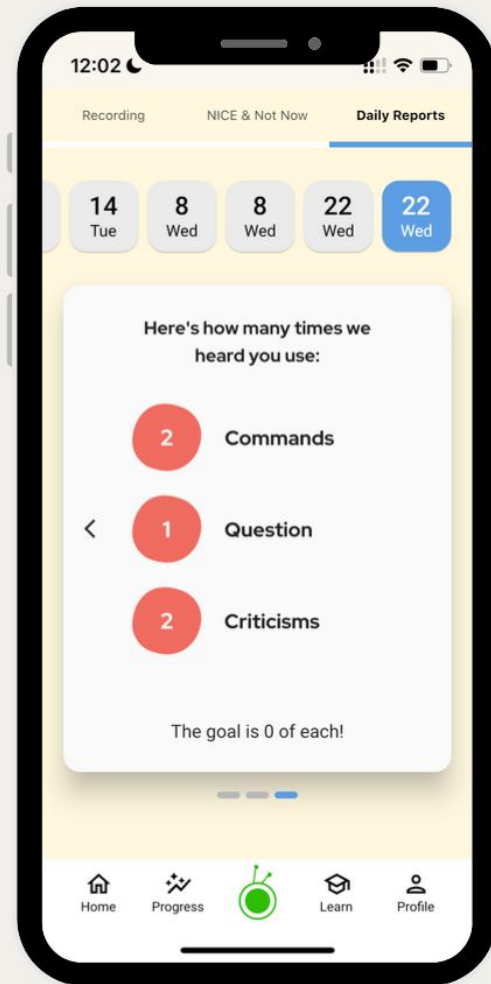 12:02
Recording NICE & Not Now Daily Reports
14 8 8 22 22
Tue Wed Wed Wed Wed
Here's how many times we
heard you use:
2 Commands
1 Question
2 Criticisms
The goal is 0 of each!
Home Progress Learn Profile